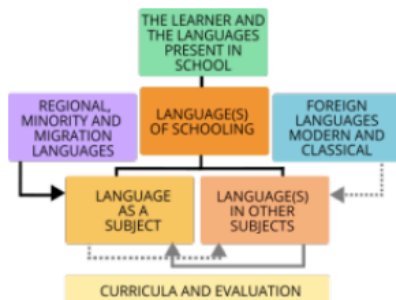 THE LEARNER AND
THE LANGUAGES
PRESENT IN
SCHOOL
REGIONAL,
MINORITY AND
MIGRATION
LANGUAGES
LANGUAGE(S)
OF SCHOOLING
FOREIGN
LANGUAGES
MODERN AND
CLASSICAL
LANGUAGE
AS A
SUBJECT
LANGUAGE(S)
IN OTHER
SUBJECTS
CURRICULA AND EVALUATION